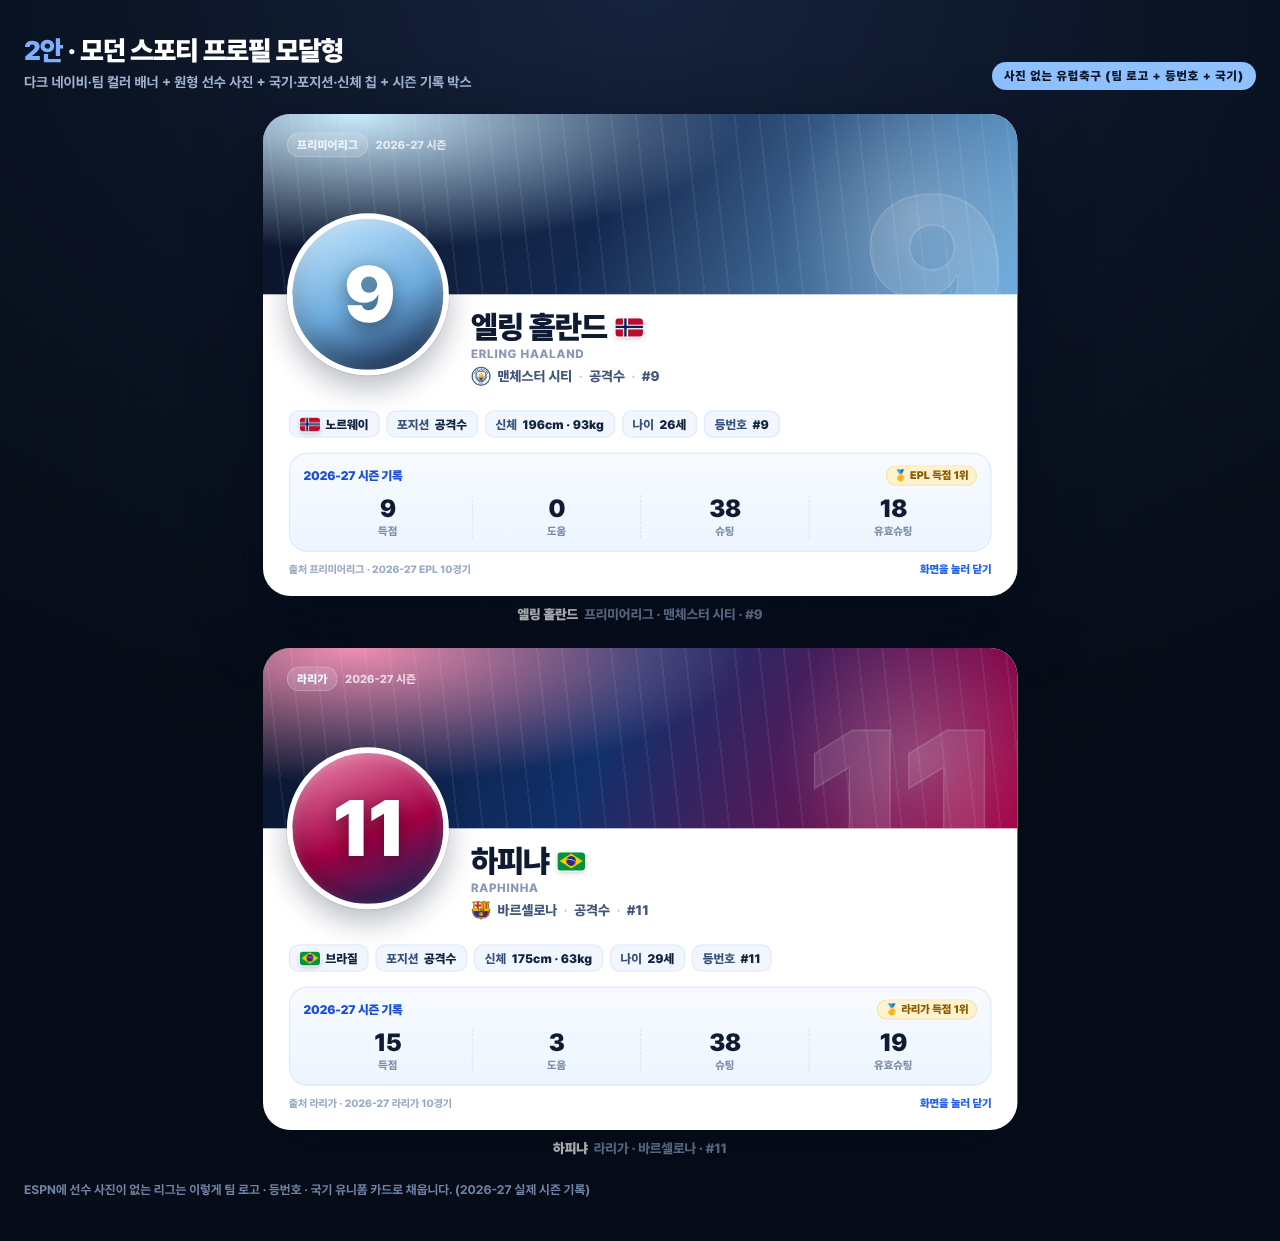 2안 · 모던 스포티 프로필 모달형
다크 네이비·팀 컬러 배너 + 원형 선수 사진 + 국기·포지션·신체 칩 + 시즌 기록 박스
사진 없는 유럽축구 (팀 로고 + 등번호 + 국기)
프리미어리그 2026-27 시즌
9
9
엘링 홀란드
ERLING HAALAND
맨체스터 시티 · 공격수 · #9
노르웨이 포지션 공격수 신체 196cm · 93kg 나이 26세 등번호 #9
2026-27 시즌 기록 EPL 득점 1위
9 0 38 18
득점 도움 슈팅 유효슈팅
출처 프리미어리그 · 2026-27 EPL 10경기 화면을 눌러 닫기
엘링 홀란드 프리미어리그 · 맨체스터 시티 · #9
라리가 2026-27 시즌
11
11
하피냐
RAPHINHA
바르셀로나 · 공격수 · #11
브라질 포지션 공격수 신체 175cm · 63kg 나이 29세 등번호 #11
2026-27 시즌 기록 라리가 득점 1위
15 3 38 19
득점 도움 슈팅 유효슈팅
출처 라리가 · 2026-27 라리가 10경기 화면을 눌러 닫기
하피냐 라리가 · 바르셀로나 · #11
ESPN에 선수 사진이 없는 리그는 이렇게 팀 로고 · 등번호 · 국기 유니폼 카드로 채웁니다. (2026-27 실제 시즌 기록)